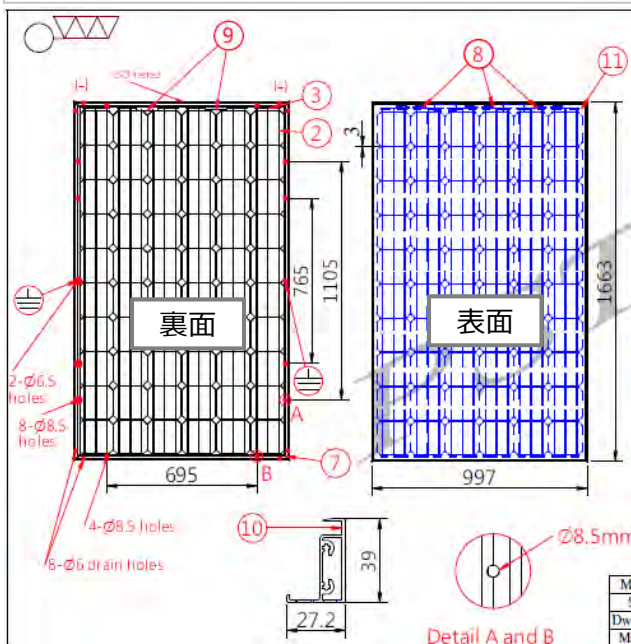 9
8
11
(-)
(-)
3
2
3
765
1105
1663
裏面
表面
2-Ø6.5
holes
8-Ø8.5
holes
A
B
7
695
997
4-Ø8.5 holes
8-Ø6 drain holes
10
39
27.2
Ø8.5mm
Detail A and B